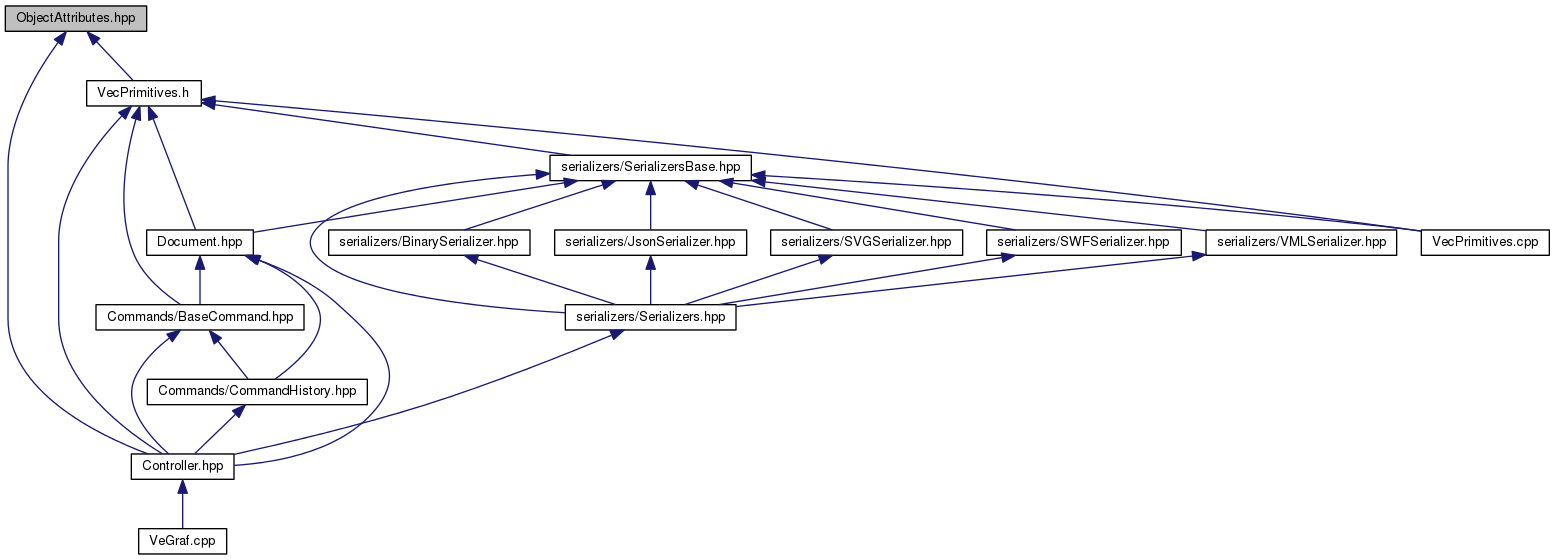 ObjectAttributes.hpp
VecPrimitives.h
serializers/SerializersBase.hpp
Document.hpp
serializers/BinarySerializer.hpp
serializers/JsonSerializer.hpp
serializers/SVGSerializer.hpp
serializers/SWFSerializer.hpp
serializers/VMLSerializer.hpp
VecPrimitives.cpp
Commands/BaseCommand.hpp
serializers/Serializers.hpp
Commands/CommandHistory.hpp
Controller.hpp
VeGraf.cpp